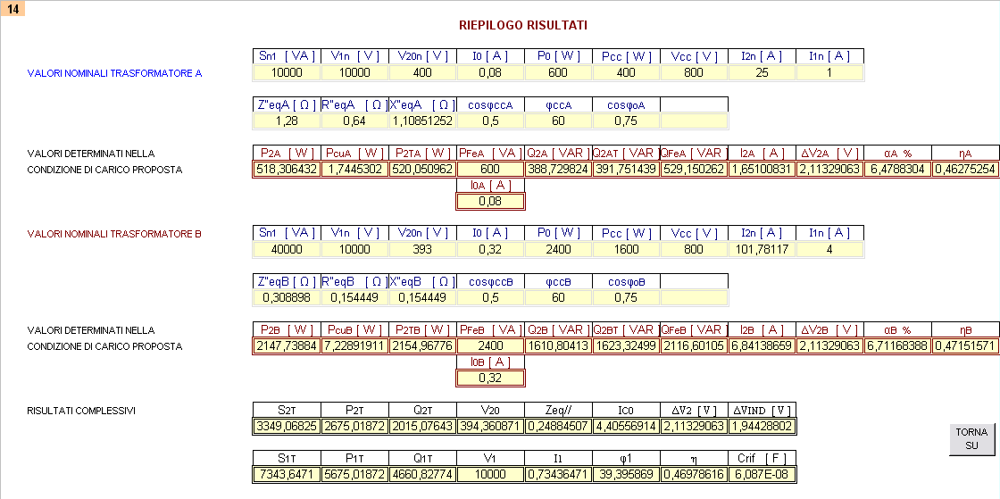 14
RIEPILOGO RISULTATI
Sn1 [ VA ] V1n [ V ] V20n [ V ] I0 [ A ] P0 [ W ] Pcc [ W ] Vcc [ V ] I2n [ A ] I1n [ A ]
VALORI NOMINALI TRASFORMATORE A 10000 10000 400 0,08 600 400 800 25 1
Z"eqA [ Ω ] R"eqA [ Ω ] X"eqA [ Ω ] cosφccA φccA cosφoA
1,28 0,64 1,10851252 0,5 60 0,75
VALORI DETERMINATI NELLA P2A [ W ] PcuA [ W ] P2TA [ W ] PFeA [ VA ] Q2A [ VAR ] Q2AT [ VAR ] QFeA [ VAR ] I2A [ A ] ΔV2A [ V ] αA % ηA
CONDIZIONE DI CARICO PROPOSTA 518,306432 1,7445302 520,050962 600 388,729824 391,751439 529,150262 1,65100831 2,11329063 6,4788304 0,46275254
I0A [ A ]
0,08
VALORI NOMINALI TRASFORMATORE B Sn1 [ VA ] V1n [ V ] V20n [ V ] I0 [ A ] P0 [ W ] Pcc [ W ] Vcc [ V ] I2n [ A ] I1n [ A ]
40000 10000 393 0,32 2400 1600 800 101,78117 4
Z"eqB [ Ω ] R"eqB [ Ω ] X"eqB [ Ω ] cosφccB φccB cosφoB
0,308898 0,154449 0,154449 0,5 60 0,75
VALORI DETERMINATI NELLA P2B [ W ] PcuB [ W ] P2TB [ W ] PFeB [ VA ] Q2B [ VAR ] Q2BT [ VAR ] QFeB [ VAR ] I2B [ A ] ΔV2B [ V ] αB % ηB
CONDIZIONE DI CARICO PROPOSTA 2147,73884 7,22891911 2154,96776 2400 1610,80413 1623,32499 2116,60105 6,84138659 2,11329063 6,71168388 0,47151571
I0B [ A ]
0,32
RISULTATI COMPLESSIVI S2T P2T Q2T V20 Zeq// IC0 ΔV2 [ V ] ΔVIND [ V ]
3349,06825 2675,01872 2015,07643 394,360871 0,24884507 4,40556914 2,11329063 1,94428802
TORNA SU
S1T P1T Q1T V1 I1 φ1 η Crif [ F ]
7343,6471 5675,01872 4660,82774 10000 0,73436471 39,395869 0,46978616 6,087E-08